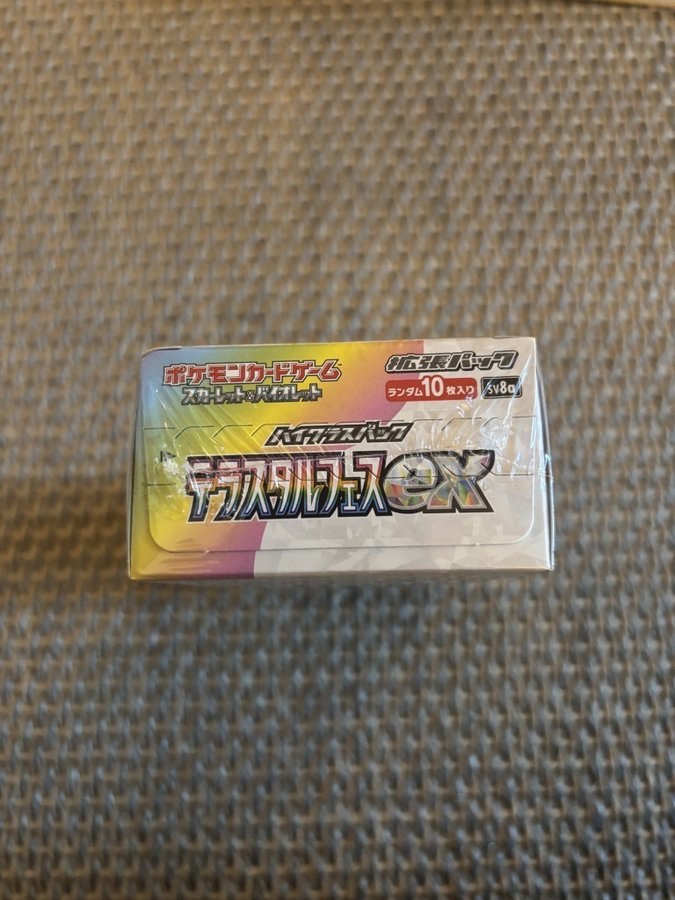 ポケモンカードゲーム
スカーレット&バイオレット
拡張パック
ランダム10枚入り
sv8a
ハイクラスパック
テラスタルフェスex